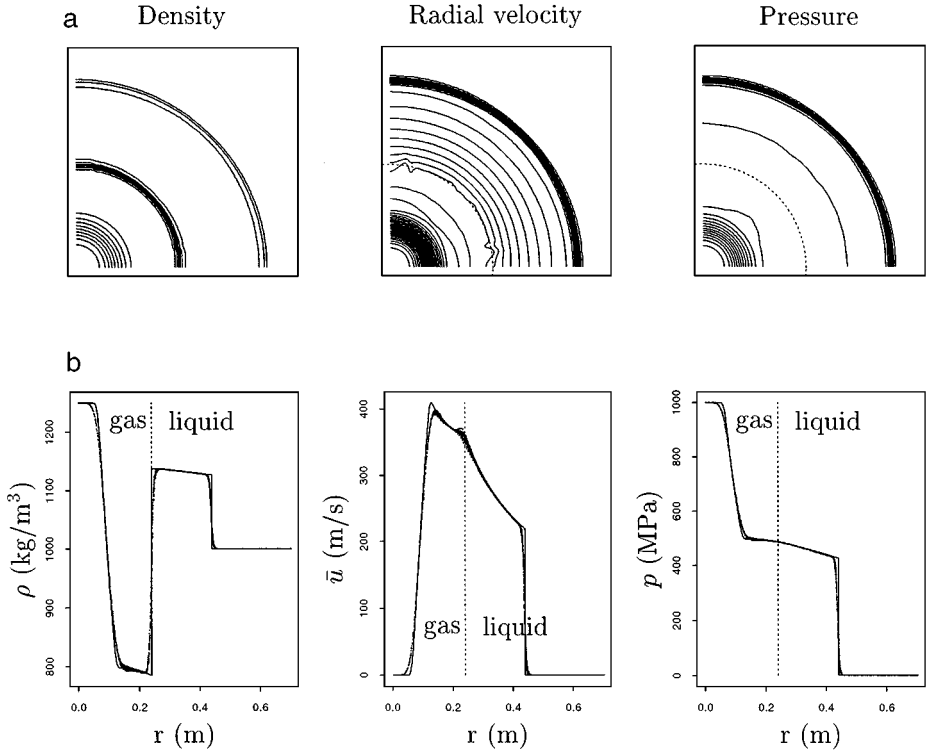 a
Density
Radial velocity
Pressure
b
ρ (kg/m³)
1200
1100
1000
900
800
gas
liquid
0.0 0.2 0.4 0.6
r (m)
ū (m/s)
400
300
200
100
0
gas
liquid
0.0 0.2 0.4 0.6
r (m)
p (MPa)
1000
800
600
400
200
0
gas
liquid
0.0 0.2 0.4 0.6
r (m)